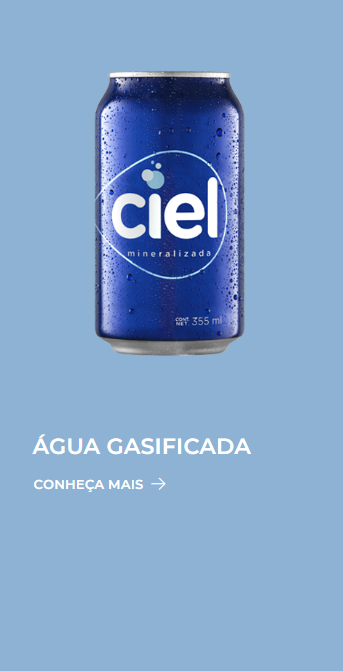 ciel
mineralizada
CONT NET 355 ml
ÁGUA GASIFICADA
CONHEÇA MAIS